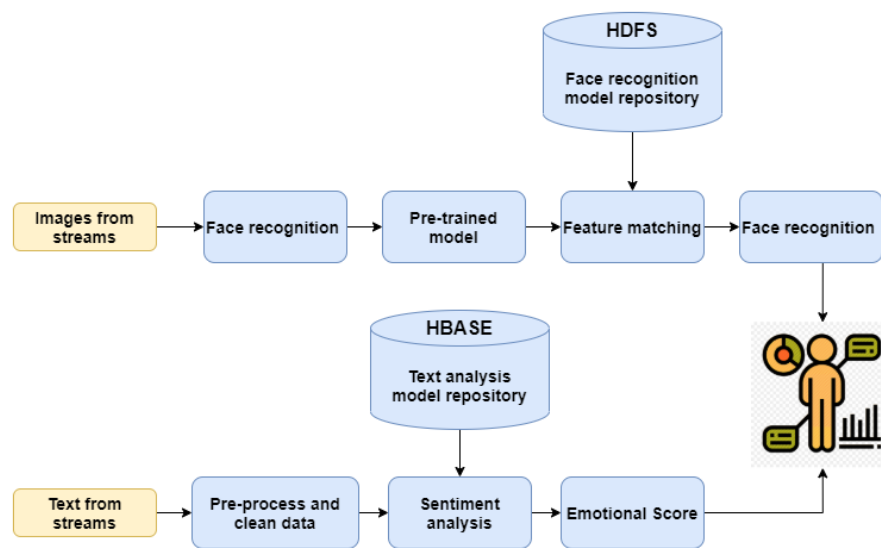 HDFS
Face recognition
model repository
Images from
streams
Face recognition
Pre-trained
model
Feature matching
Face recognition
HBASE
Text analysis
model repository
Text from
streams
Pre-process and
clean data
Sentiment
analysis
Emotional Score